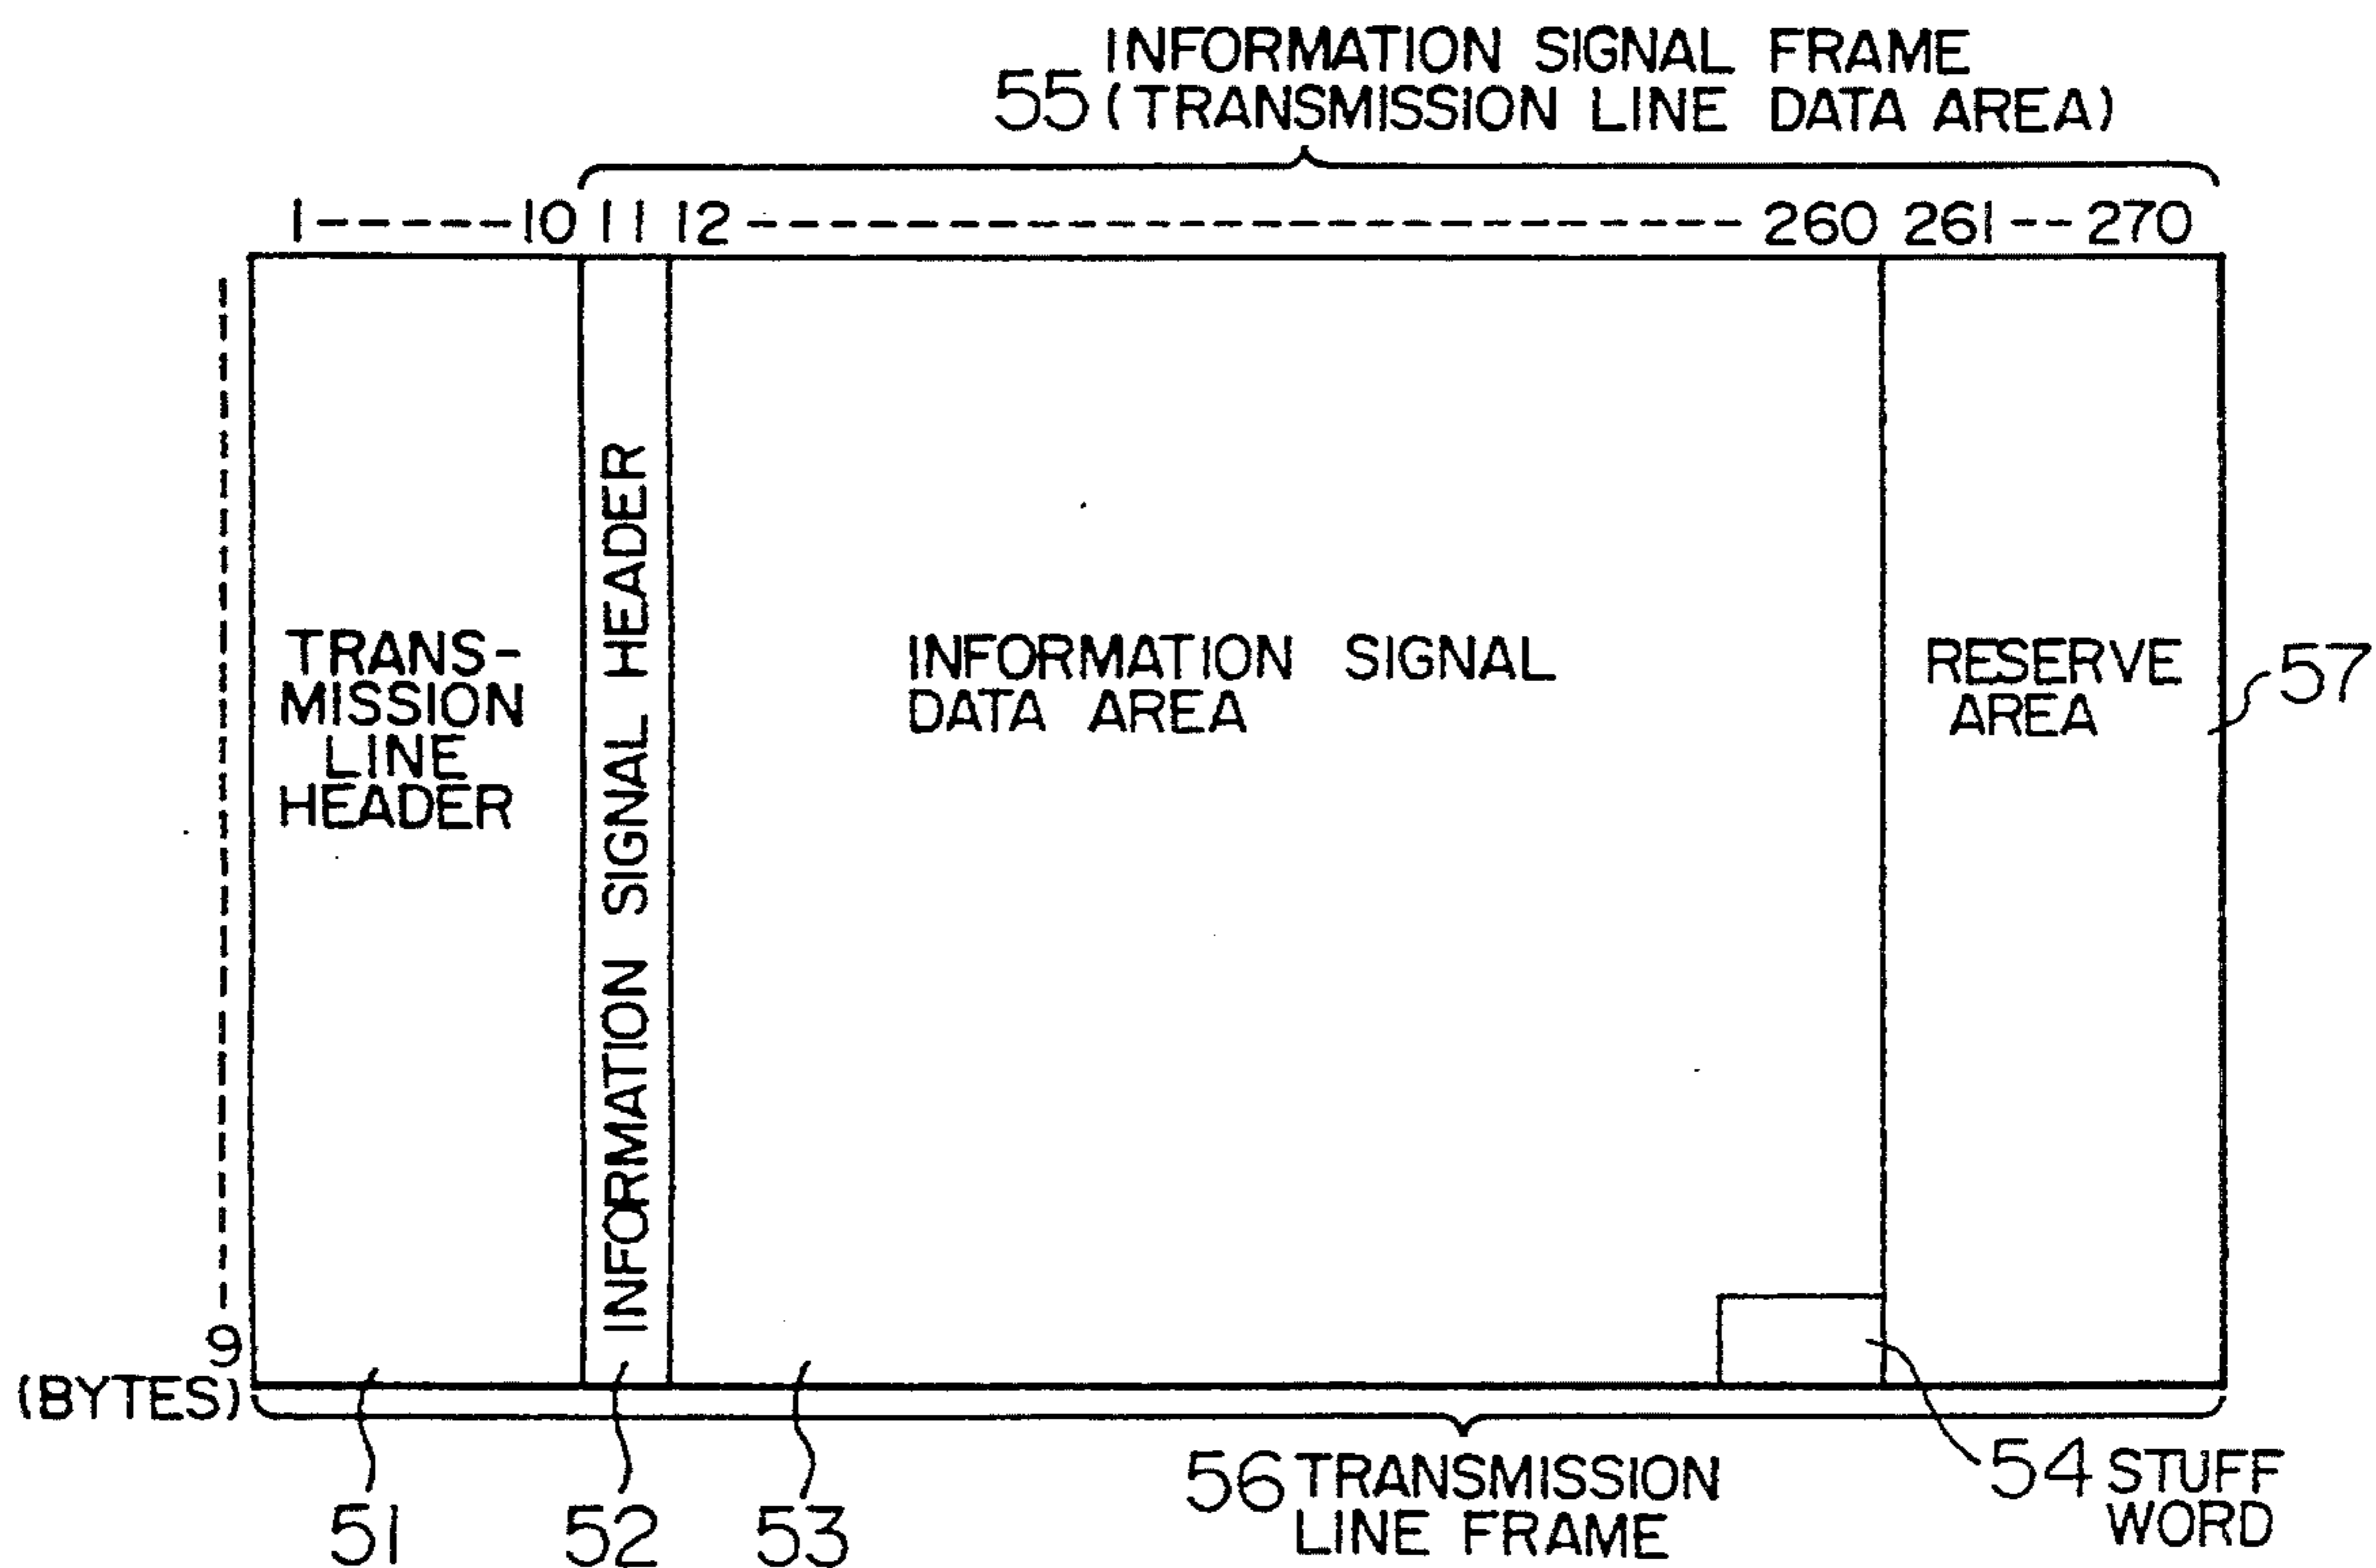 INFORMATION SIGNAL FRAME
55 (TRANSMISSION LINE DATA AREA)
1------10 11 12------------------------260 261--270
TRANS-
MISSION
LINE
HEADER
INFORMATION SIGNAL HEADER
INFORMATION SIGNAL
DATA AREA
RESERVE
AREA
57
9
(BYTES)
51
52
53
56 TRANSMISSION
LINE FRAME
54 STUFF
WORD